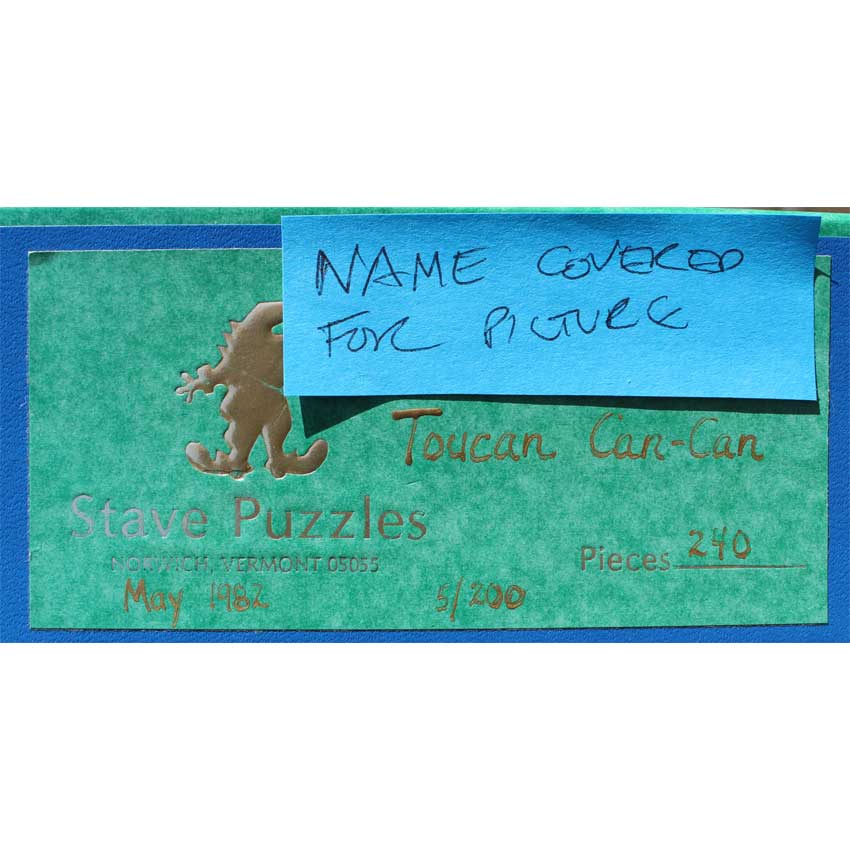 NAME COVERED
FOR PICTURE
Toucan Can-Can
Stave Puzzles
NORWICH, VERMONT 05055
Pieces 240
May 1982
5/200